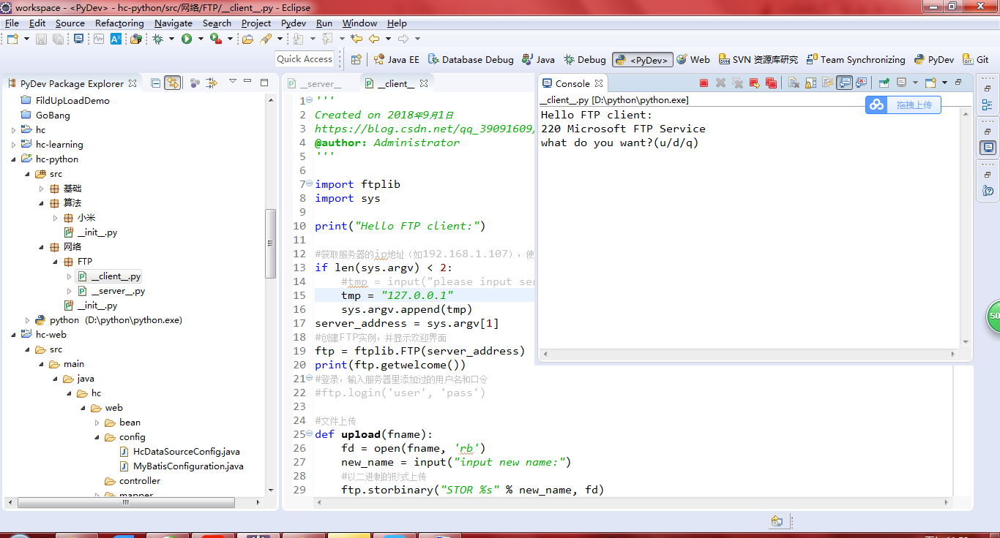 workspace - <PyDev> - hc-python/src/网络/FTP/__client__.py - Eclipse
File Edit Source Refactoring Navigate Search Project Pydev Run Window Help
Quick Access Java EE Database Debug Java Debug <PyDev> Web SVN 资源库研究 Team Synchronizing PyDev Git
PyDev Package Explorer
FildUpLoadDemo
GoBang
hc
hc-learning
hc-python
src
基础
算法
小米
__init__.py
网络
FTP
__client__.py
__server__.py
__init__.py
python (D:\python\python.exe)
hc-web
src
main
java
hc
web
bean
config
HcDataSourceConfig.java
MyBatisConfiguration.java
controller
mapper
__server__ __client__
1 '''
2 Created on 2018年9月1日
3 https://blog.csdn.net/qq_39091609/
4 @author: Administrator
5 '''
6
7 import ftplib
8 import sys
9
10 print("Hello FTP client:")
11
12 #获取服务器的ip地址（如192.168.1.107），使
13 if len(sys.argv) < 2:
14 #tmp = input("please input ser
15 tmp = "127.0.0.1"
16 sys.argv.append(tmp)
17 server_address = sys.argv[1]
18 #创建FTP实例，并显示欢迎界面
19 ftp = ftplib.FTP(server_address)
20 print(ftp.getwelcome())
21 #登录，输入服务器里添加过的用户名和口令
22 #ftp.login('user', 'pass')
23
24 #文件上传
25 def upload(fname):
26 fd = open(fname, 'rb')
27 new_name = input("input new name:")
28 #以二进制的形式上传
29 ftp.storbinary("STOR %s" % new_name, fd)
Console
__client__.py [D:\python\python.exe]
拖拽上传
Hello FTP client:
220 Microsoft FTP Service
what do you want?(u/d/q)
50